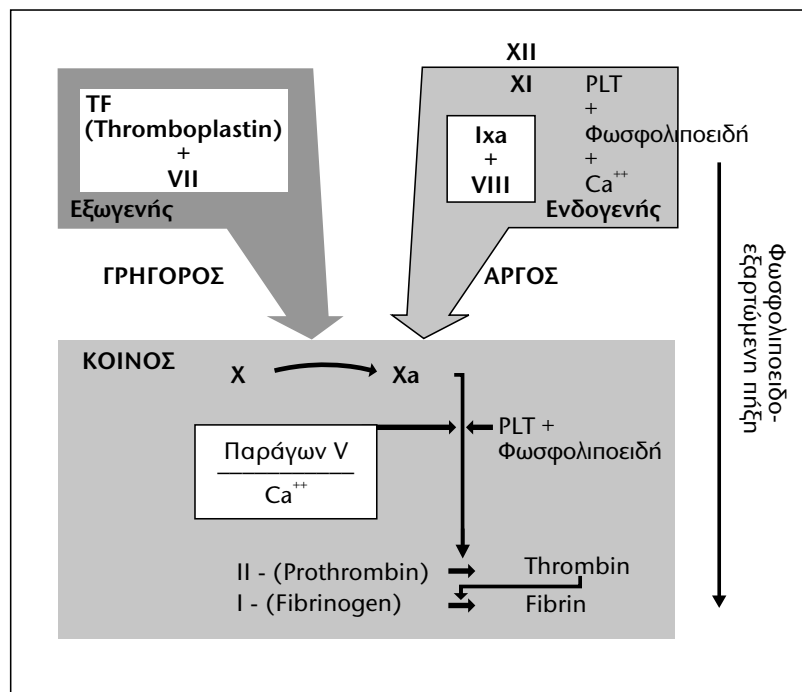 XII
TF
(Thromboplastin)
+
VII
Εξωγενής
XI
Ixa
+
VIII
PLT
+
Φωσφολιποειδή
+
Ca++
Ενδογενής
ΓΡΗΓΟΡΟΣ
ΑΡΓΟΣ
Φωσφολιποειδο-
εξαρτώμενη πήξη
ΚΟΙΝΟΣ
X
Xa
Παράγων V
Ca++
PLT +
Φωσφολιποειδή
II - (Prothrombin)
Thrombin
I - (Fibrinogen)
Fibrin